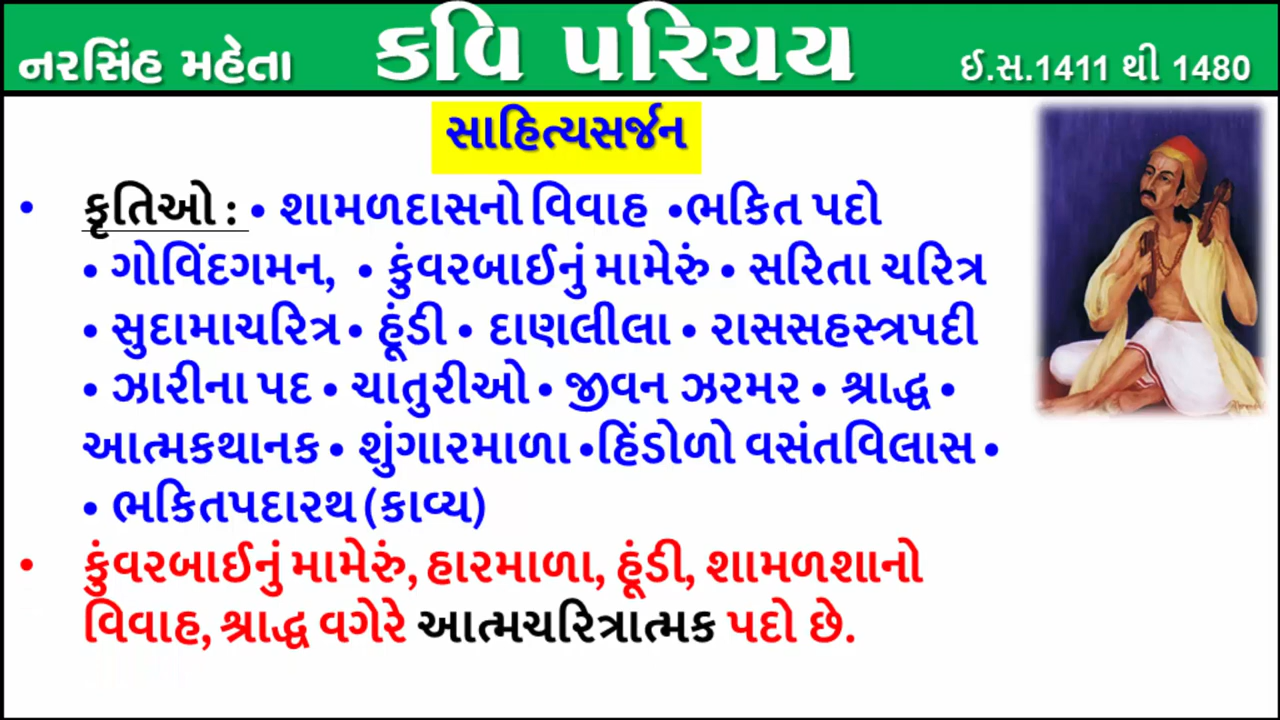 નરસિંહ મહેતા કવિ પરિચય ઈ.સ.1411 થી 1480
સાહિત્યસર્જન
• કૃતિઓ : • શામળદાસનો વિવાહ •ભકિત પદો
• ગોવિંદગમન, • કુંવરબાઈનું મામેરું • સરિતા ચરિત્ર
• સુદામાચરિત્ર • હૂંડી • દાણલીલા • રાસસહસ્ત્રપદી
• ઝારીના પદ • ચાતુરીઓ • જીવન ઝરમર • શ્રાદ્ધ •
આત્મકથાનક • શુંગારમાળા •હિંડોળો વસંતવિલાસ •
• ભકિતપદારથ (કાવ્ય)
• કુંવરબાઈનું મામેરું, હારમાળા, હૂંડી, શામળશાનો
વિવાહ, શ્રાદ્ધ વગેરે આત્મચરિત્રાત્મક પદો છે.